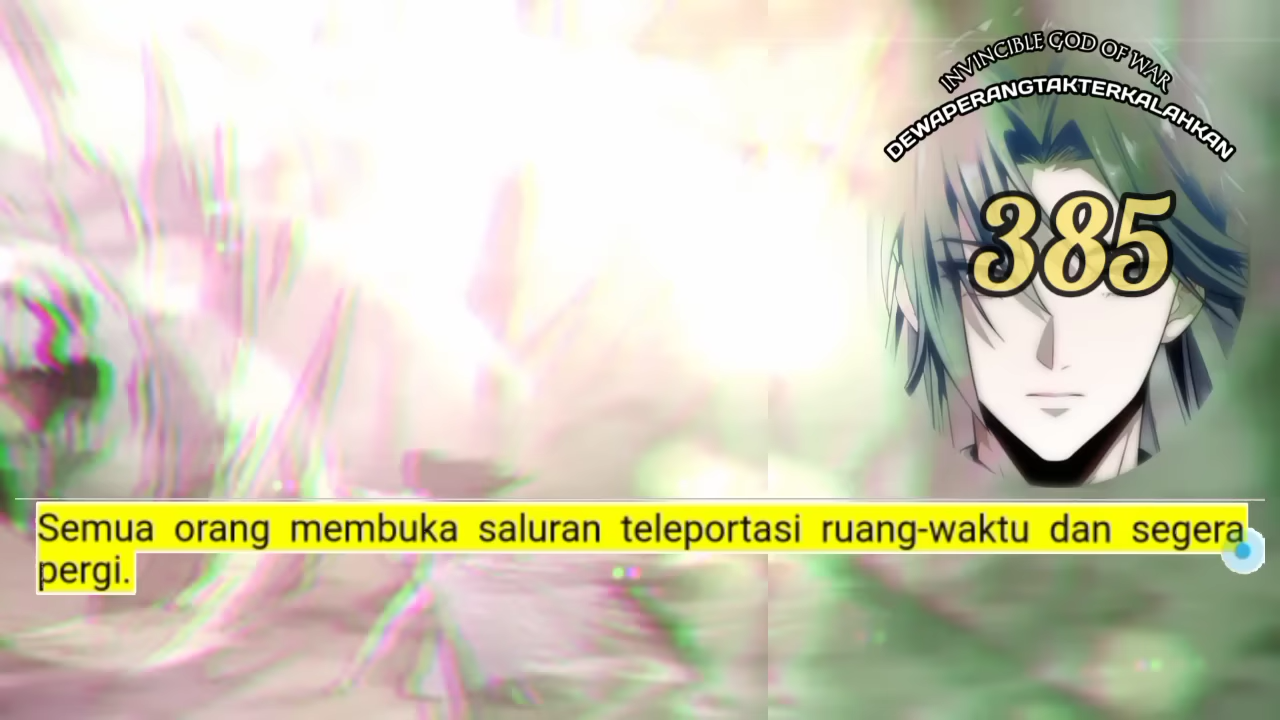 INVINCIBLE GOD OF WAR
DEWAPERANGTAKTERKALAHKAN
385
Semua orang membuka saluran teleportasi ruang-waktu dan segera
pergi.